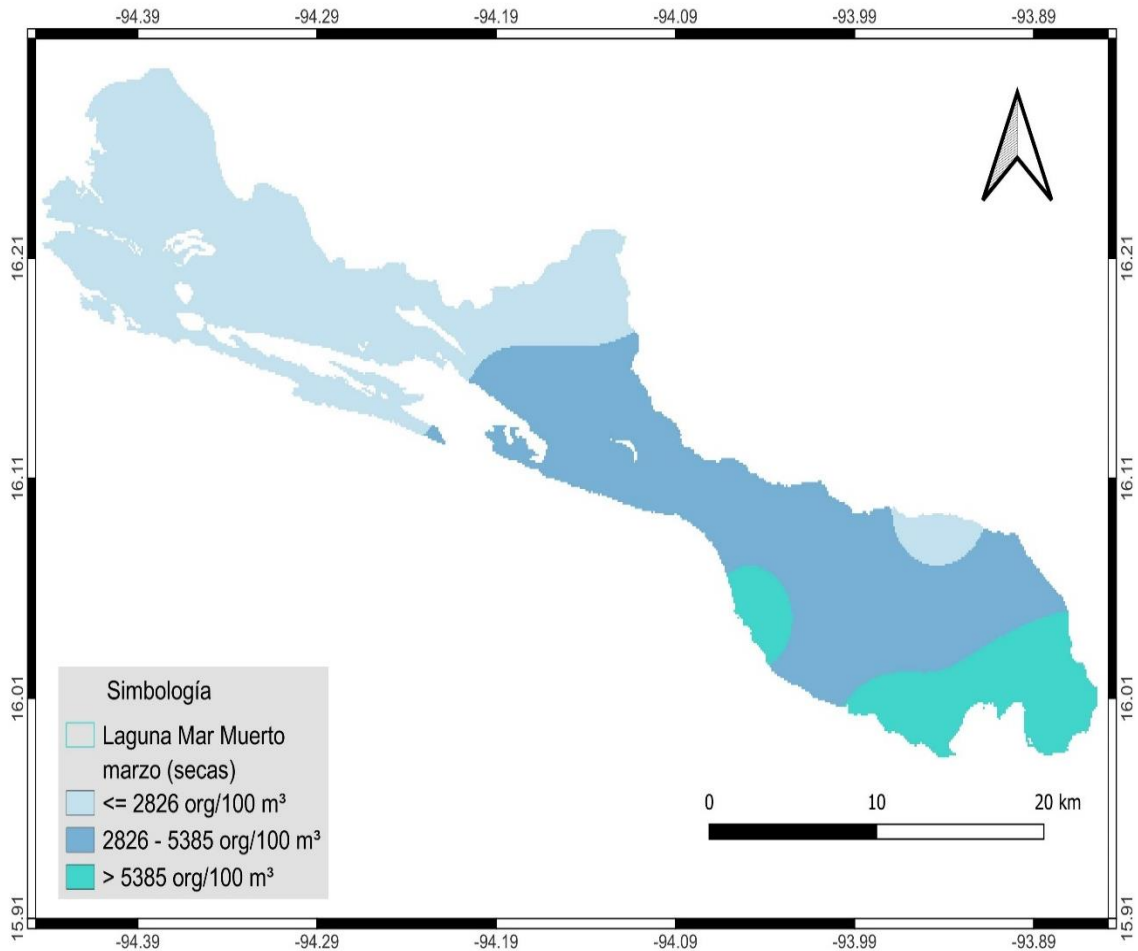 -94.39 -94.29 -94.19 -94.09 -93.99 -93.89
16.21 16.21
16.11 16.11
16.01 16.01
15.91 15.91
Simbología
Laguna Mar Muerto
marzo (secas)
<= 2826 org/100 m³
2826 - 5385 org/100 m³
> 5385 org/100 m³
0 10 20 km
-94.39 -94.29 -94.19 -94.09 -93.99 -93.89